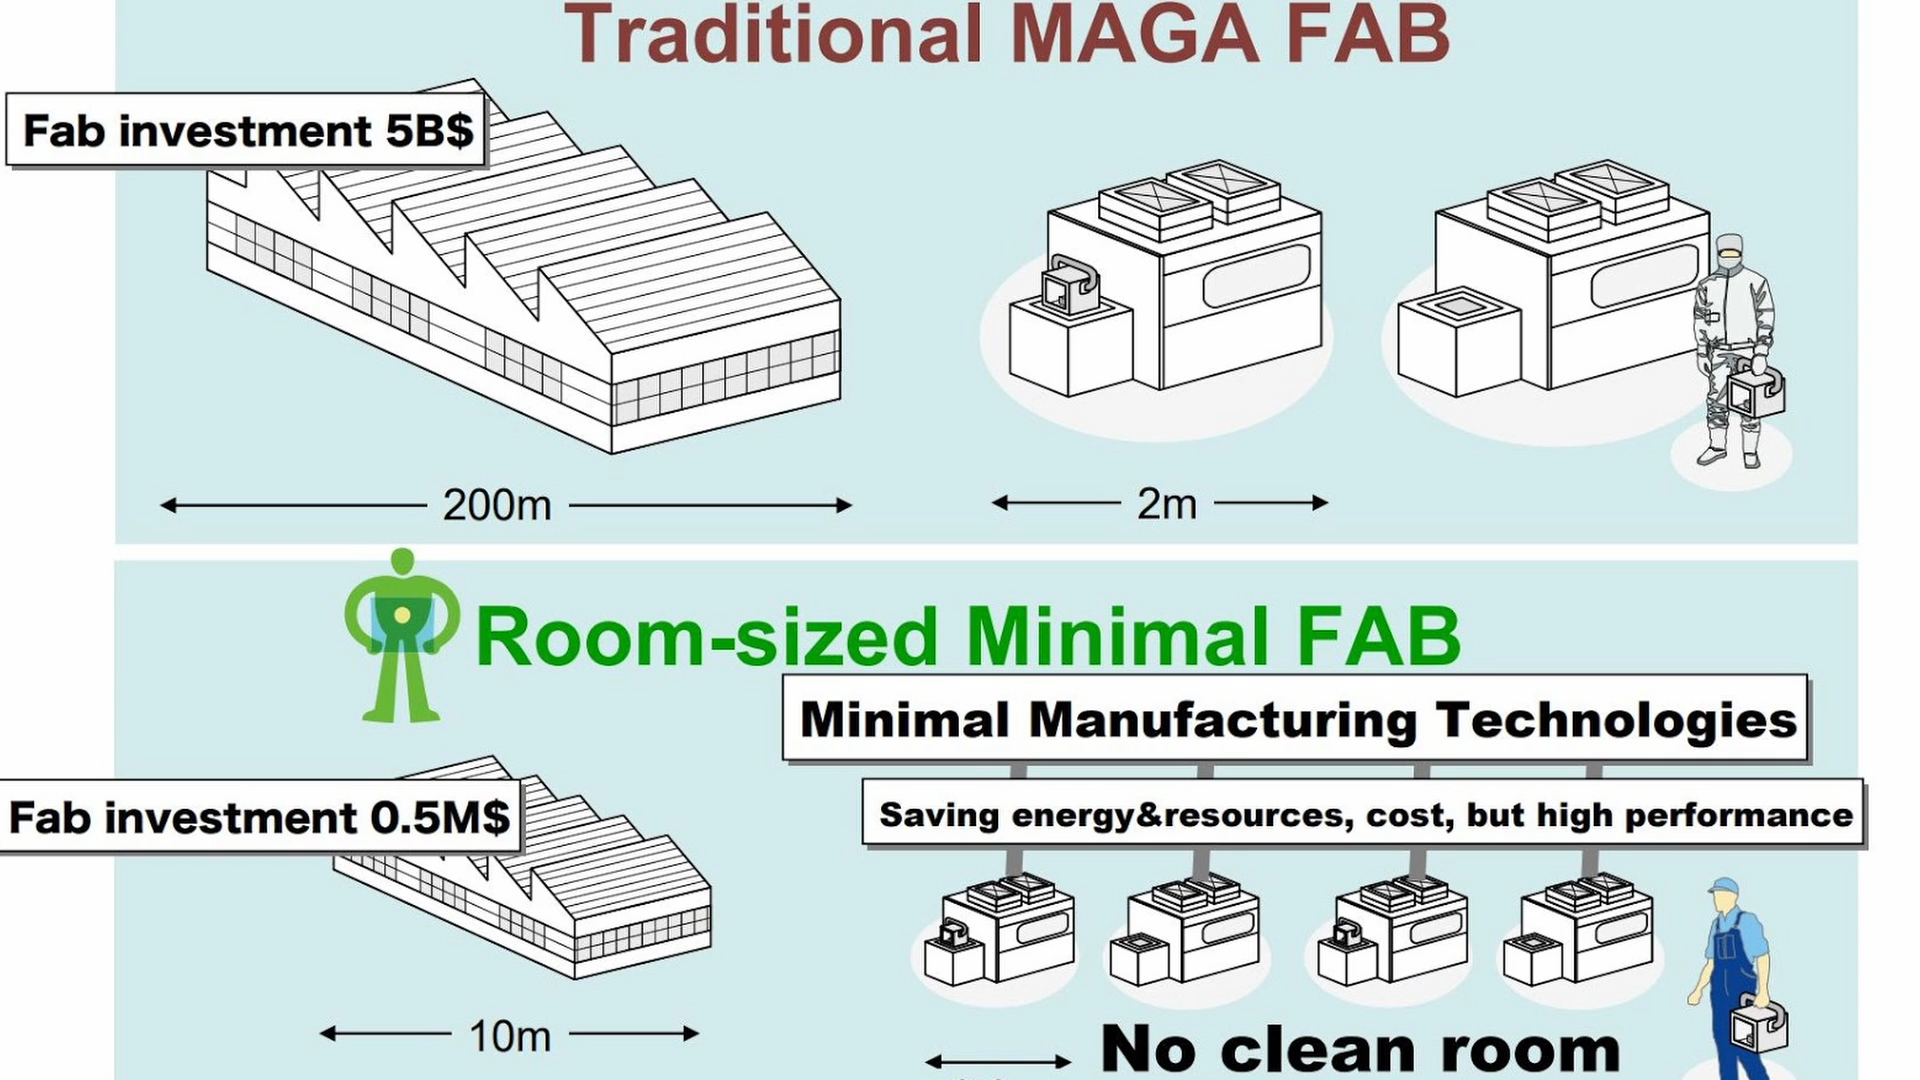 Traditional MAGA FAB
Fab investment 5B$
200m
2m
Room-sized Minimal FAB
Minimal Manufacturing Technologies
Fab investment 0.5M$
Saving energy&resources, cost, but high performance
10m
No clean room